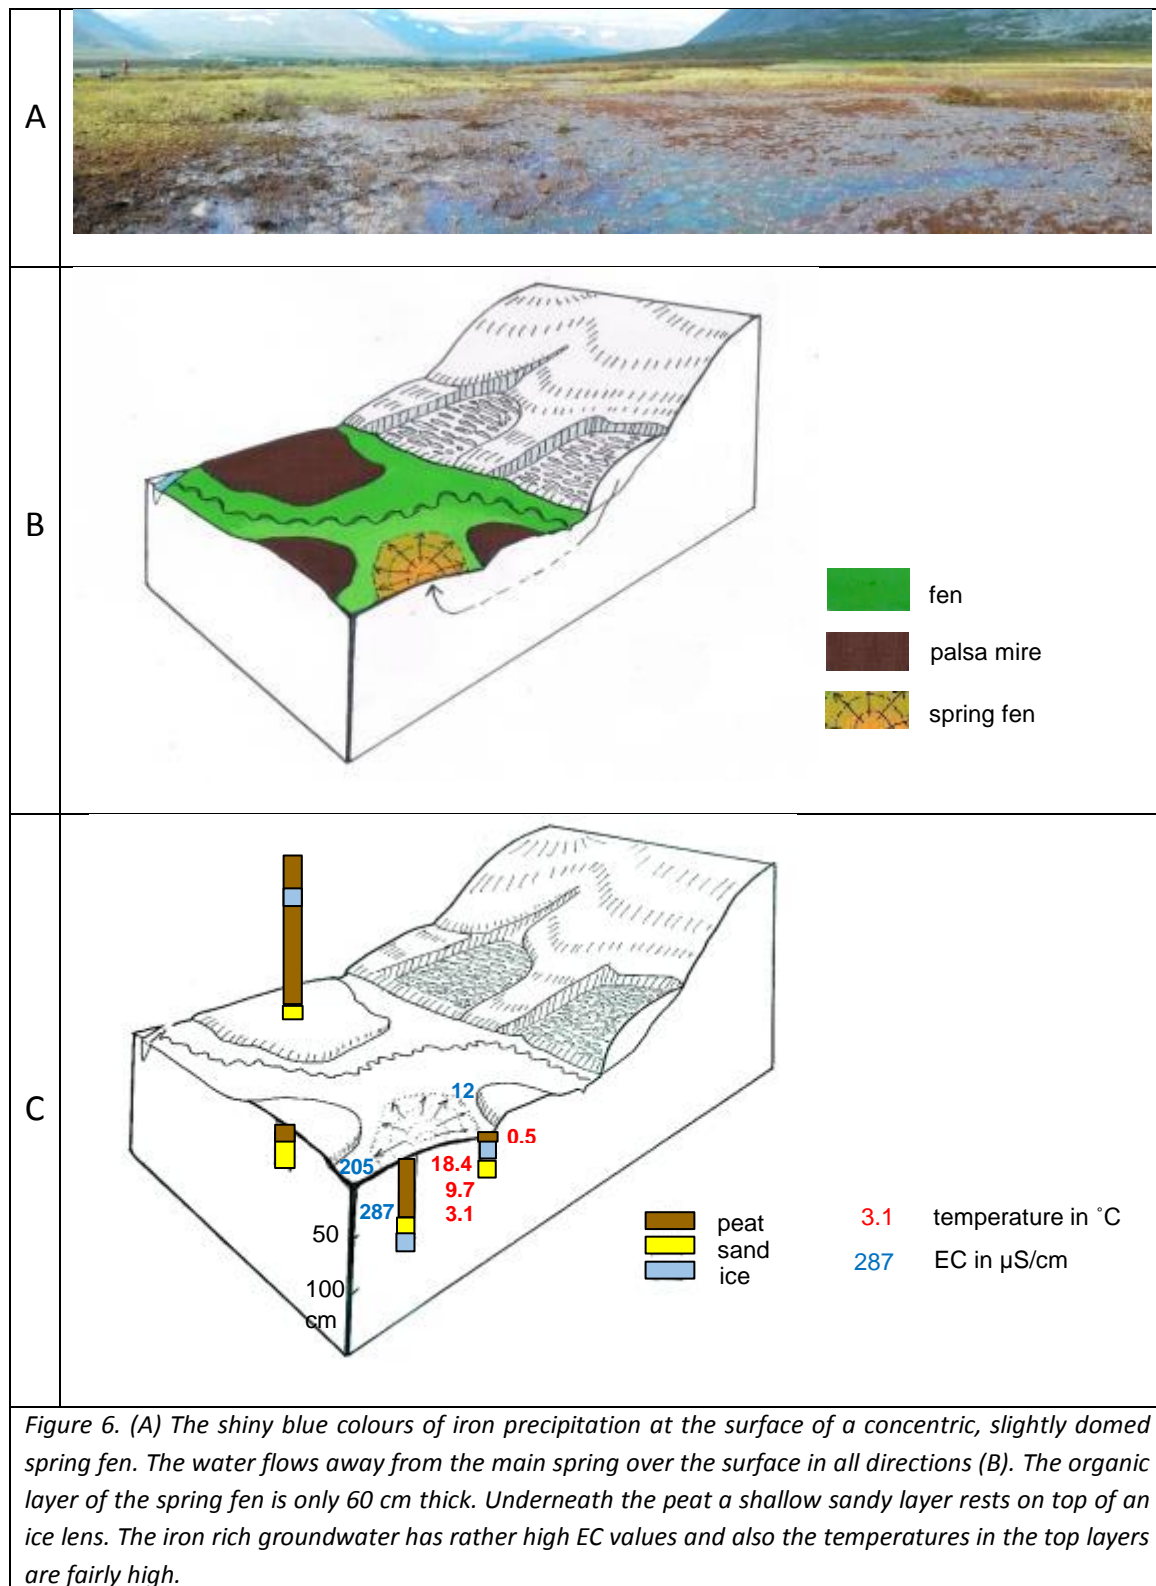 A
B
fen
palsa mire
spring fen
C
12
0.5
205
18.4
9.7
287
3.1
50
100
cm
peat
sand
ice
3.1 temperature in ˚C
287 EC in µS/cm
Figure 6. (A) The shiny blue colours of iron precipitation at the surface of a concentric, slightly domed
spring fen. The water flows away from the main spring over the surface in all directions (B). The organic
layer of the spring fen is only 60 cm thick. Underneath the peat a shallow sandy layer rests on top of an
ice lens. The iron rich groundwater has rather high EC values and also the temperatures in the top layers
are fairly high.